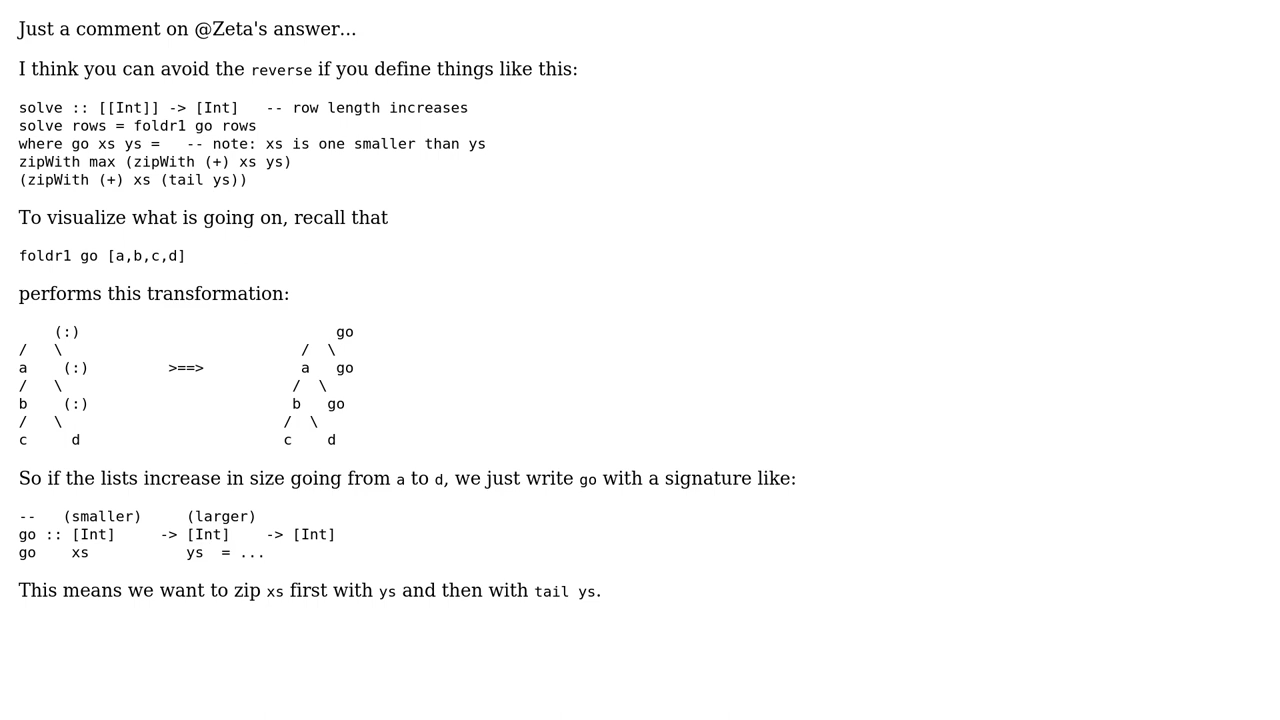 Just a comment on @Zeta's answer...
I think you can avoid the reverse if you define things like this:
solve :: [[Int]] -> [Int]   -- row length increases
solve rows = foldr1 go rows
where go xs ys =   -- note: xs is one smaller than ys
zipWith max (zipWith (+) xs ys)
(zipWith (+) xs (tail ys))
To visualize what is going on, recall that
foldr1 go [a,b,c,d]
performs this transformation:
    (:)                             go
/   \                           /  \
a    (:)         >==>           a   go
/   \                          /  \
b    (:)                       b   go
/   \                         /  \
c     d                       c    d
So if the lists increase in size going from a to d, we just write go with a signature like:
--   (smaller)     (larger)
go :: [Int]     -> [Int]    -> [Int]
go    xs           ys  = ...
This means we want to zip xs first with ys and then with tail ys.